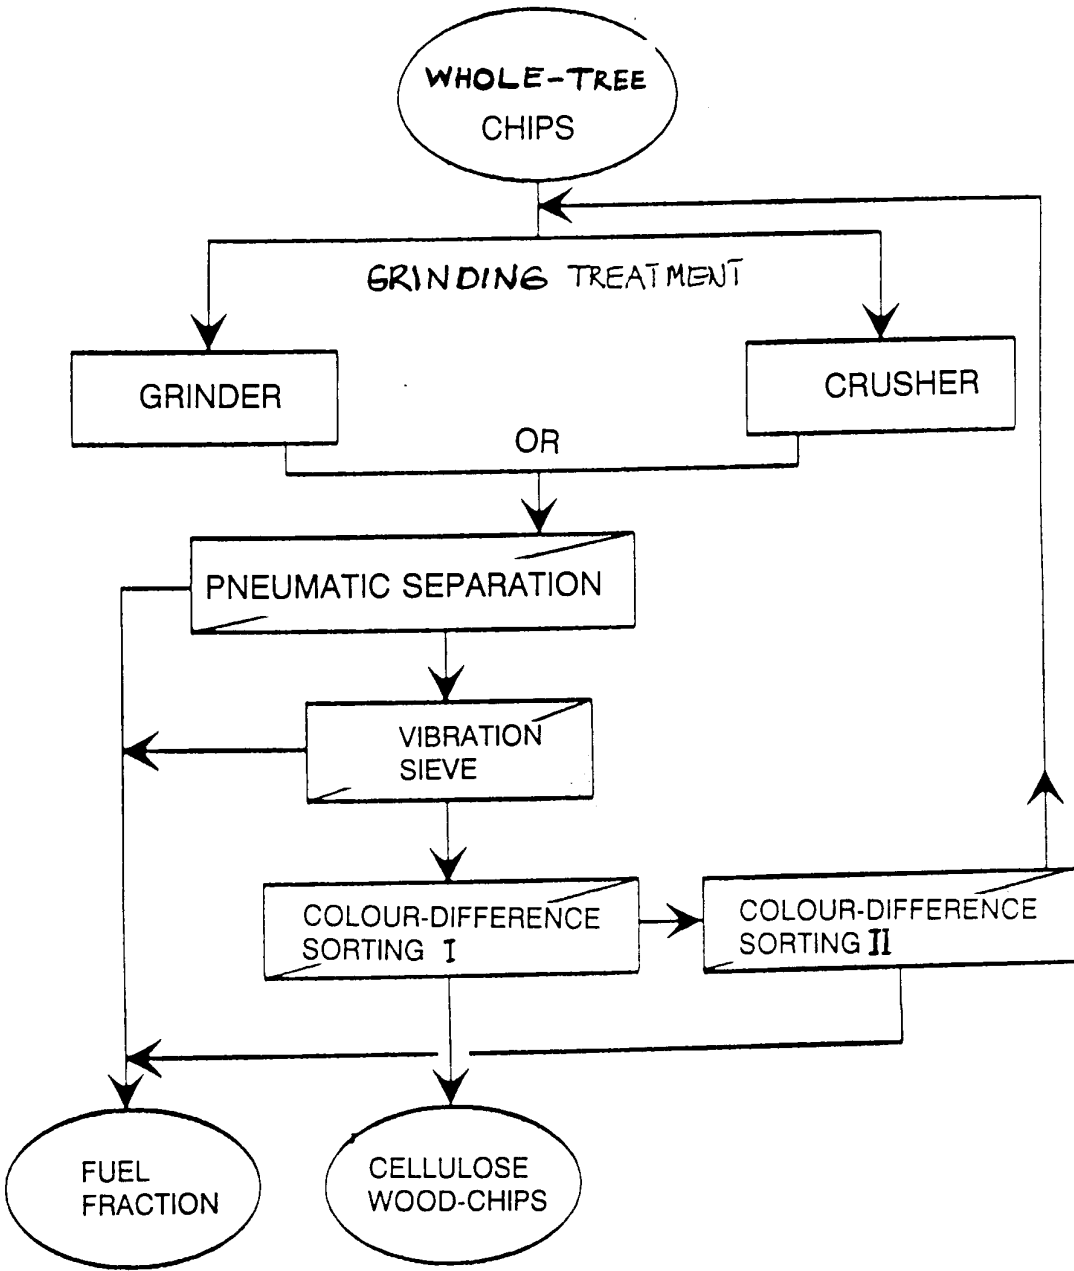 WHOLE-TREE
CHIPS
GRINDING TREATMENT
GRINDER
CRUSHER
OR
PNEUMATIC SEPARATION
VIBRATION
SIEVE
COLOUR-DIFFERENCE
SORTING I
COLOUR-DIFFERENCE
SORTING II
FUEL
FRACTION
CELLULOSE
WOOD-CHIPS